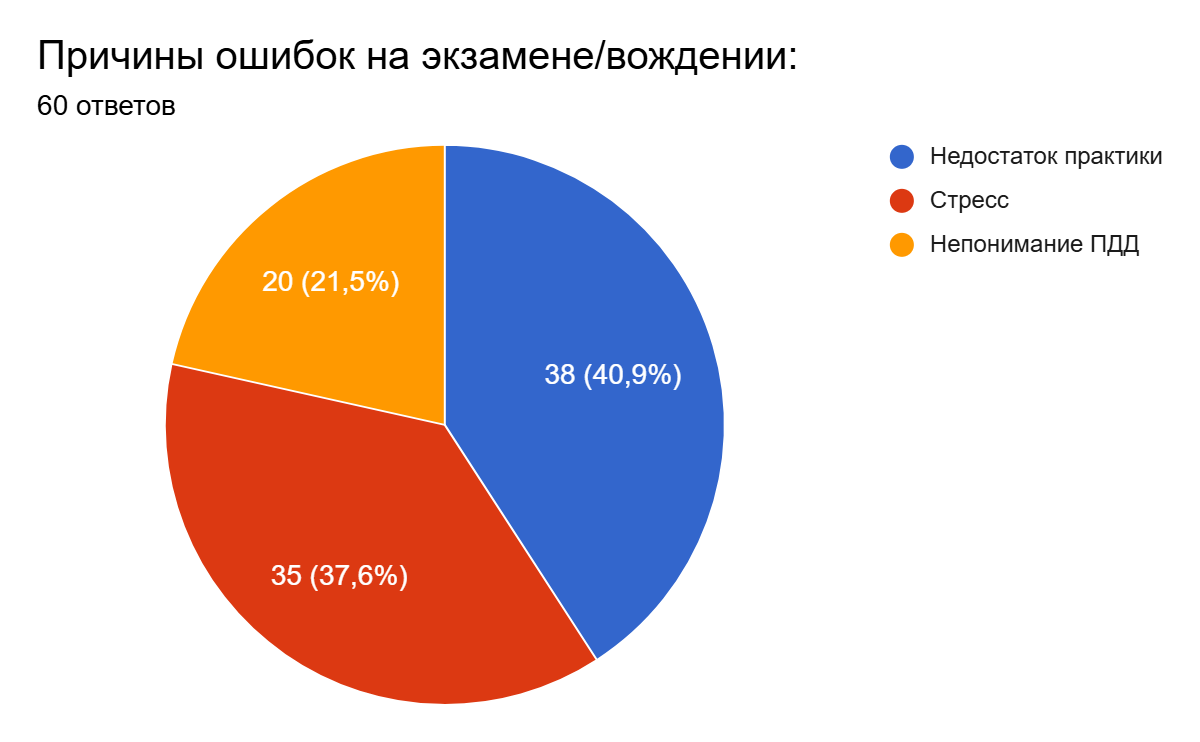 Причины ошибок на экзамене/вождении:
60 ответов
Недостаток практики
Стресс
Непонимание ПДД
20 (21,5%)
38 (40,9%)
35 (37,6%)